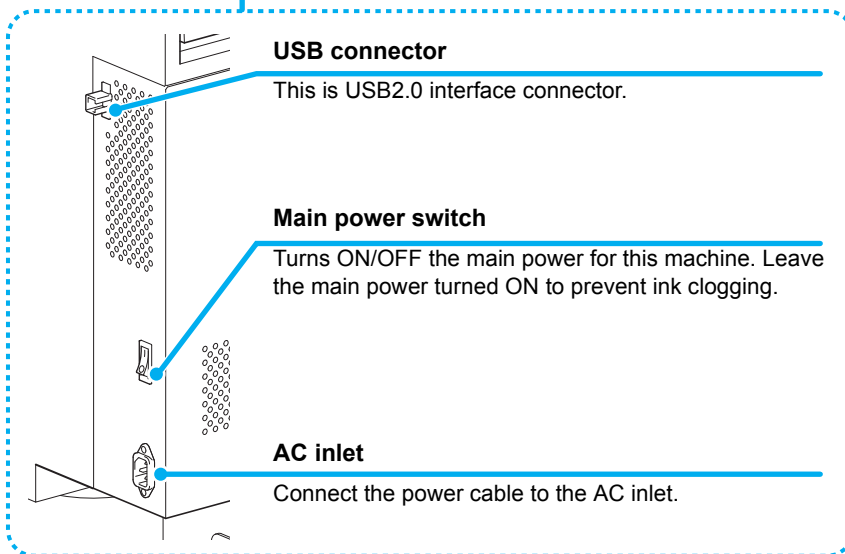 USB connector
This is USB2.0 interface connector.
Main power switch
Turns ON/OFF the main power for this machine. Leave
the main power turned ON to prevent ink clogging.
AC inlet
Connect the power cable to the AC inlet.